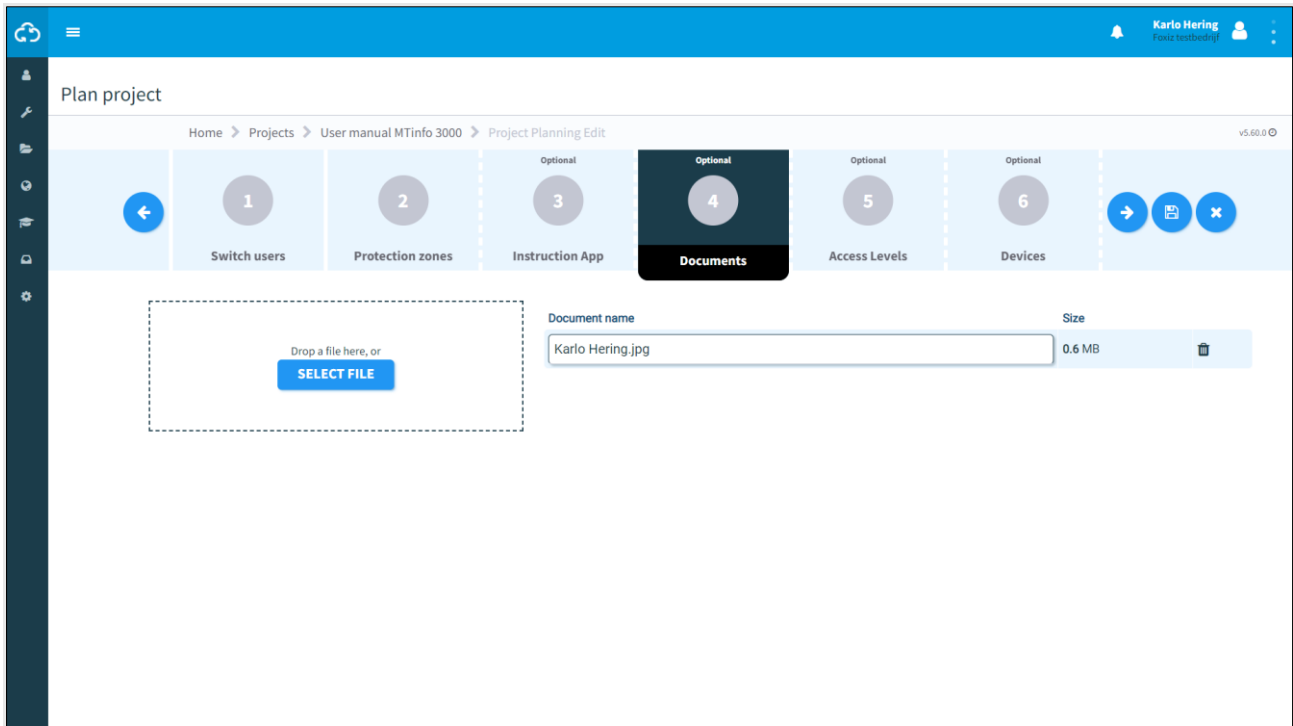 Karlo Hering
Foxiz testbedrijf
Plan project
Home Projects User manual MTinfo 3000 Project Planning Edit
v5.60.0
1
Switch users
2
Protection zones
Optional
3
Instruction App
Optional
4
Documents
Optional
5
Access Levels
Optional
6
Devices
Drop a file here, or
SELECT FILE
Document name Size
Karlo Hering.jpg 0.6 MB